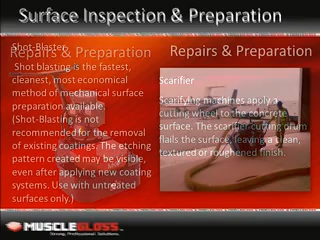 Surface Inspection & Preparation
Repairs & Preparation
Shot-Blaster
Shot blasting is the fastest,
cleanest, most economical
method of mechanical surface
preparation available.
(Shot-Blasting is not
recommended for the removal
of existing coatings. The etching
pattern created may be visible,
even after applying new coating
systems. Use with untreated
surfaces only.)
Repairs & Preparation
Scarifier
Scarifying machines apply a
cutting wheel to the concrete
surface. The scarifier cutting drum
flails the surface, leaving a clean,
textured or roughened finish.
MUSCLEGLOSS
Strong. Professional. Solutions.